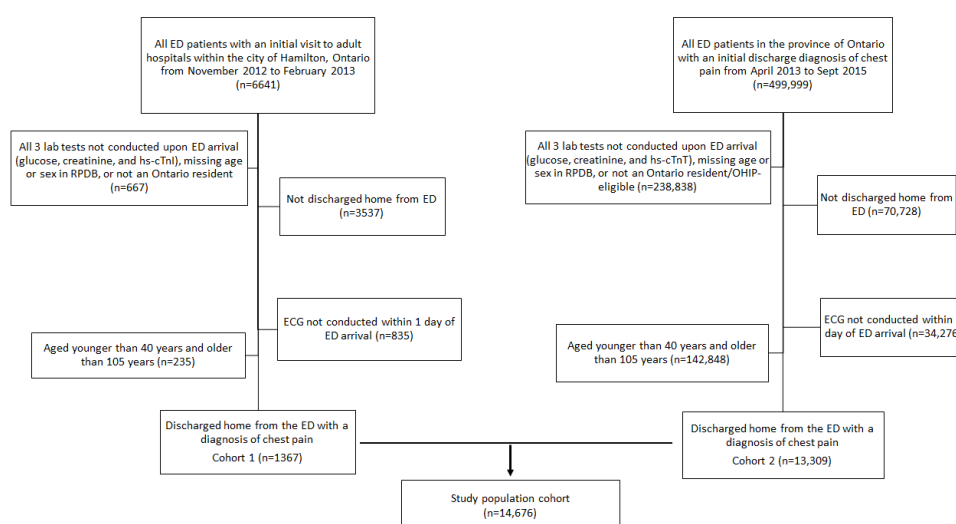 All ED patients with an initial visit to adult
hospitals within the city of Hamilton, Ontario
from November 2012 to February 2013
(n=6641)
All ED patients in the province of Ontario
with an initial discharge diagnosis of chest
pain from April 2013 to Sept 2015
(n=499,999)
All 3 lab tests not conducted upon ED arrival
(glucose, creatinine, and hs-cTnI), missing age
or sex in RPDB, or not an Ontario resident
(n=667)
All 3 lab tests not conducted upon ED arrival
(glucose, creatinine, and hs-cTnT), missing age or
sex in RPDB, or not an Ontario resident/OHIP-
eligible (n=238,838)
Not discharged home from ED
(n=3537)
Not discharged home from
ED (n=70,728)
ECG not conducted within 1 day of
ED arrival (n=835)
ECG not conducted within
day of ED arrival (n=34,276
Aged younger than 40 years and older
than 105 years (n=235)
Aged younger than 40 years and older
than 105 years (n=142,848)
Discharged home from the ED with a
diagnosis of chest pain
Cohort 1 (n=1367)
Discharged home from the ED with a
diagnosis of chest pain
Cohort 2 (n=13,309)
Study population cohort
(n=14,676)